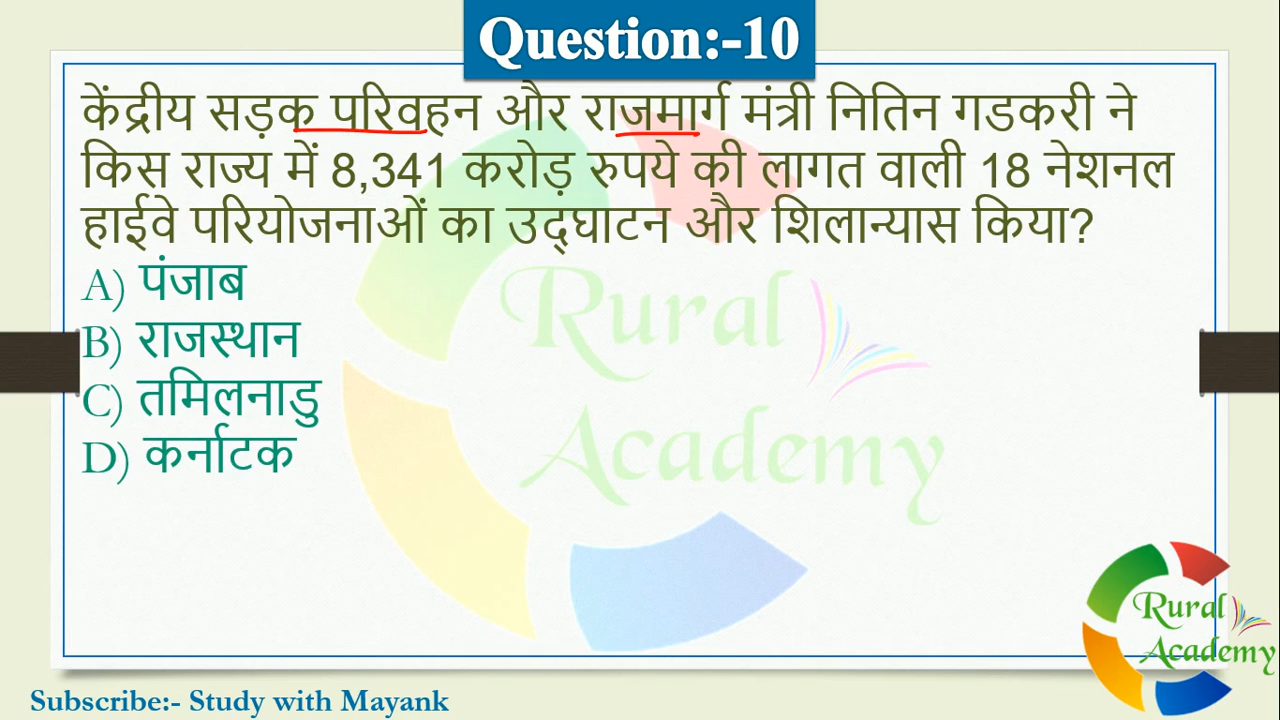 Question:-10
केंद्रीय सड़क परिवहन और राजमार्ग मंत्री नितिन गडकरी ने
किस राज्य में 8,341 करोड़ रुपये की लागत वाली 18 नेशनल
हाईवे परियोजनाओं का उद्घाटन और शिलान्यास किया?
A) पंजाब
B) राजस्थान
C) तमिलनाडु
D) कर्नाटक
Rural
Academy
Rural
Academy
Subscribe:- Study with Mayank